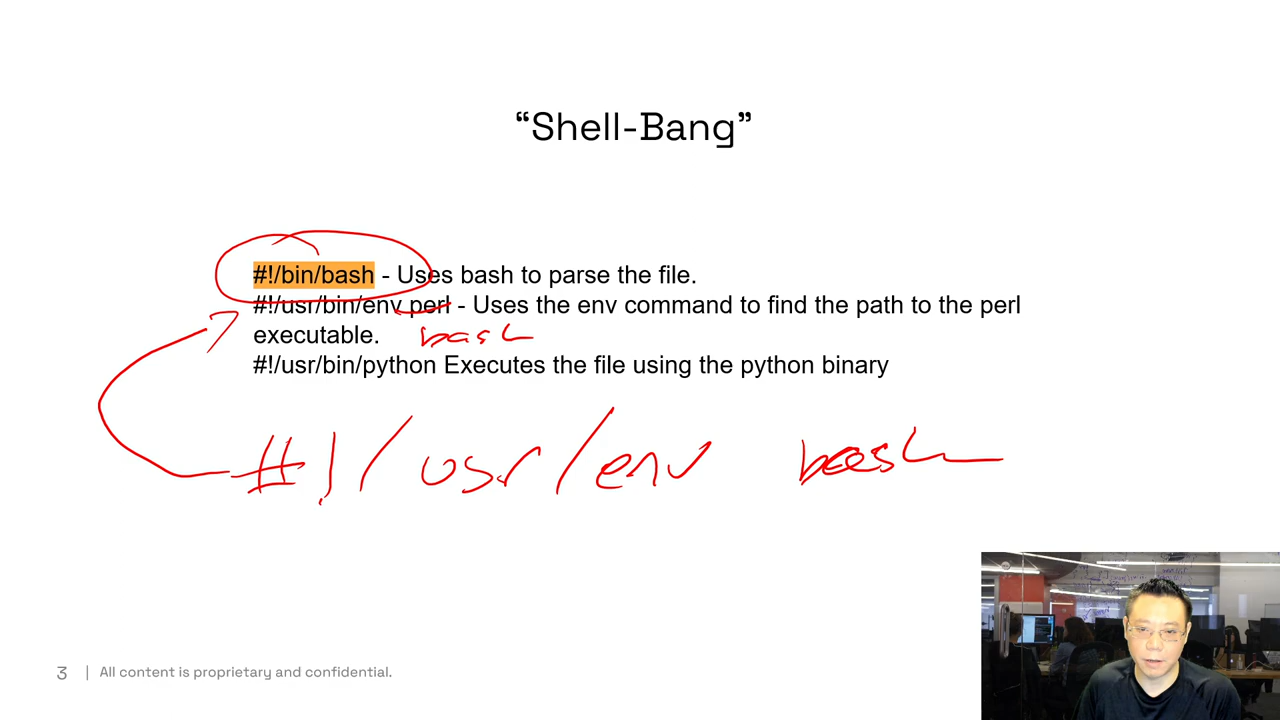 “Shell-Bang”
#!/bin/bash - Uses bash to parse the file.
#!/usr/bin/env perl - Uses the env command to find the path to the perl
executable. bash
#!/usr/bin/python Executes the file using the python binary
#!/usr/env bash
3 | All content is proprietary and confidential.